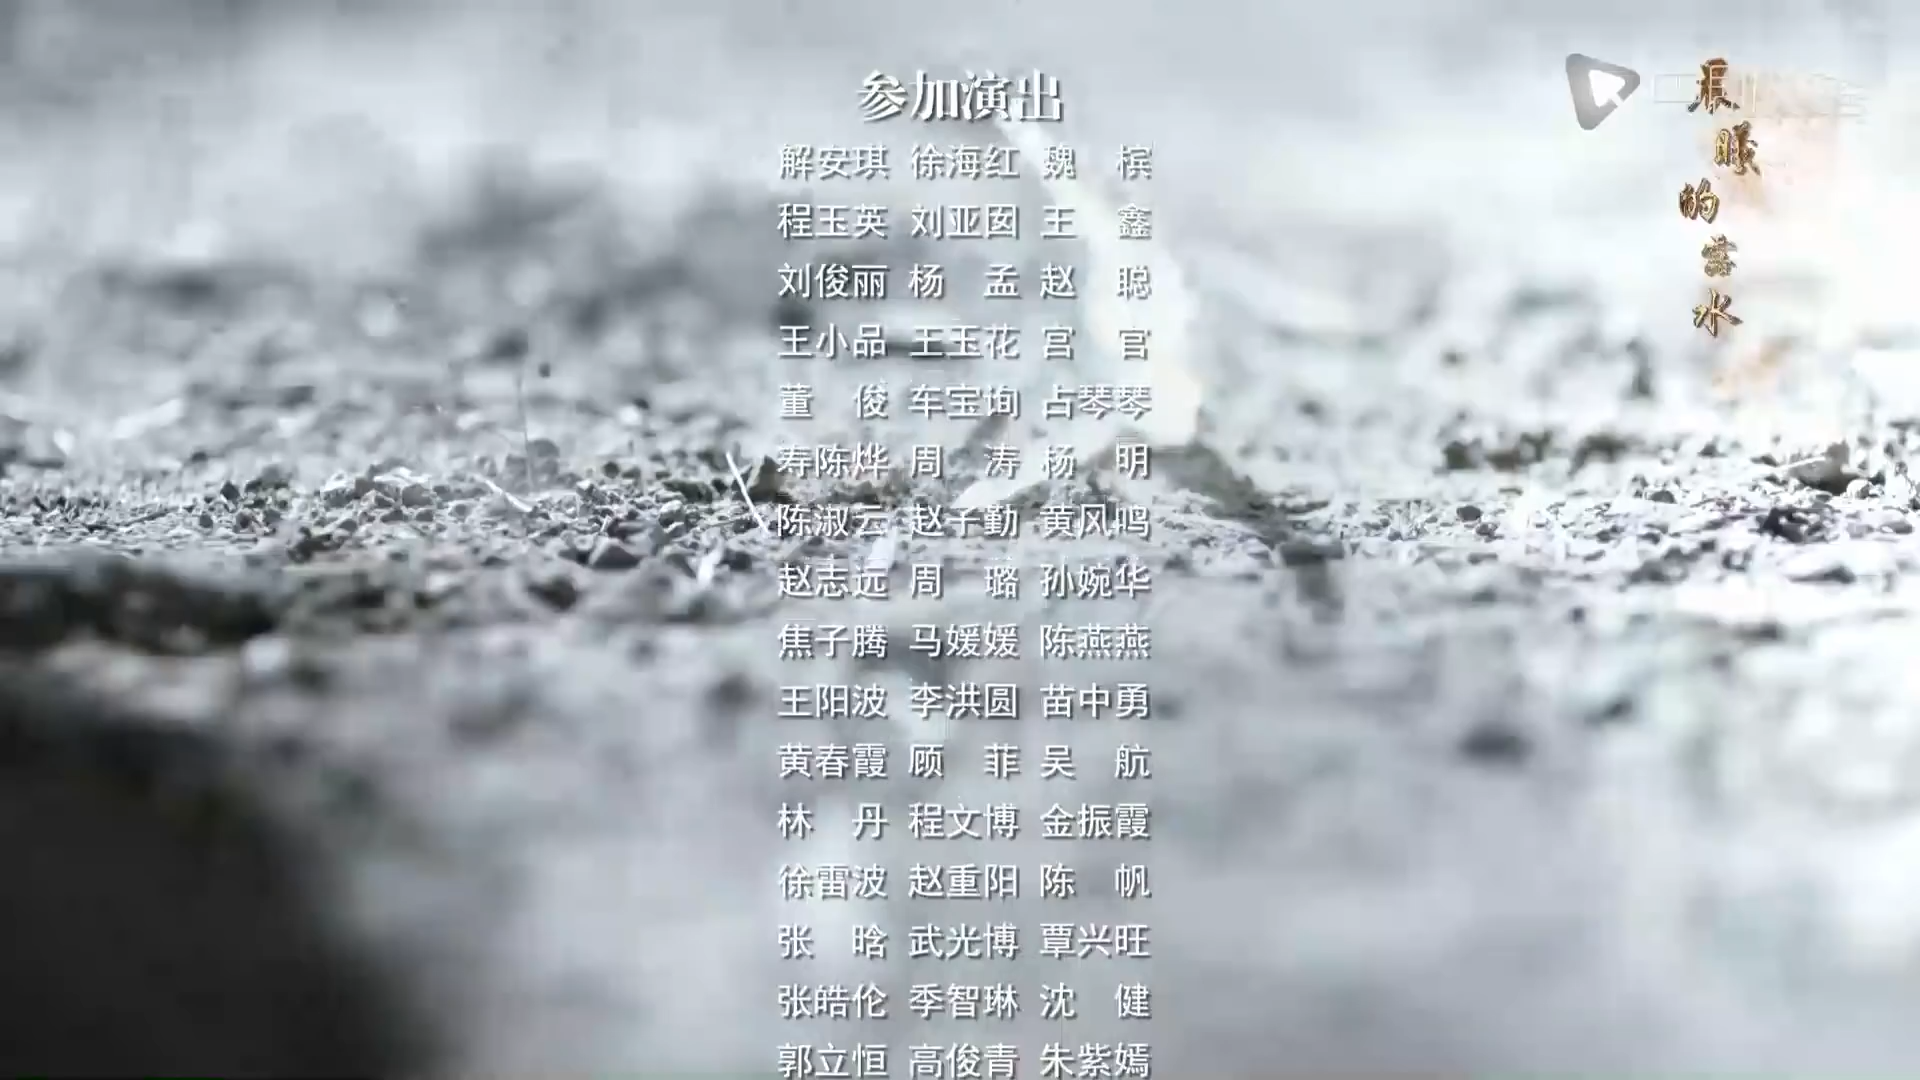 参加演出
解安琪 徐海红 魏 槟
程玉英 刘亚囡 王 鑫
刘俊丽 杨 孟 赵 聪
王小品 王玉花 宫 官
董 俊 车宝询 占琴琴
寿陈烨 周 涛 杨 明
陈淑云 赵子勤 黄风鸣
赵志远 周 璐 孙婉华
焦子腾 马媛媛 陈燕燕
王阳波 李洪圆 苗中勇
黄春霞 顾 菲 吴 航
林 丹 程文博 金振霞
徐雷波 赵重阳 陈 帆
张 晗 武光博 覃兴旺
张皓伦 季智琳 沈 健
郭立恒 高俊青 朱紫嫣
晨曦的露水